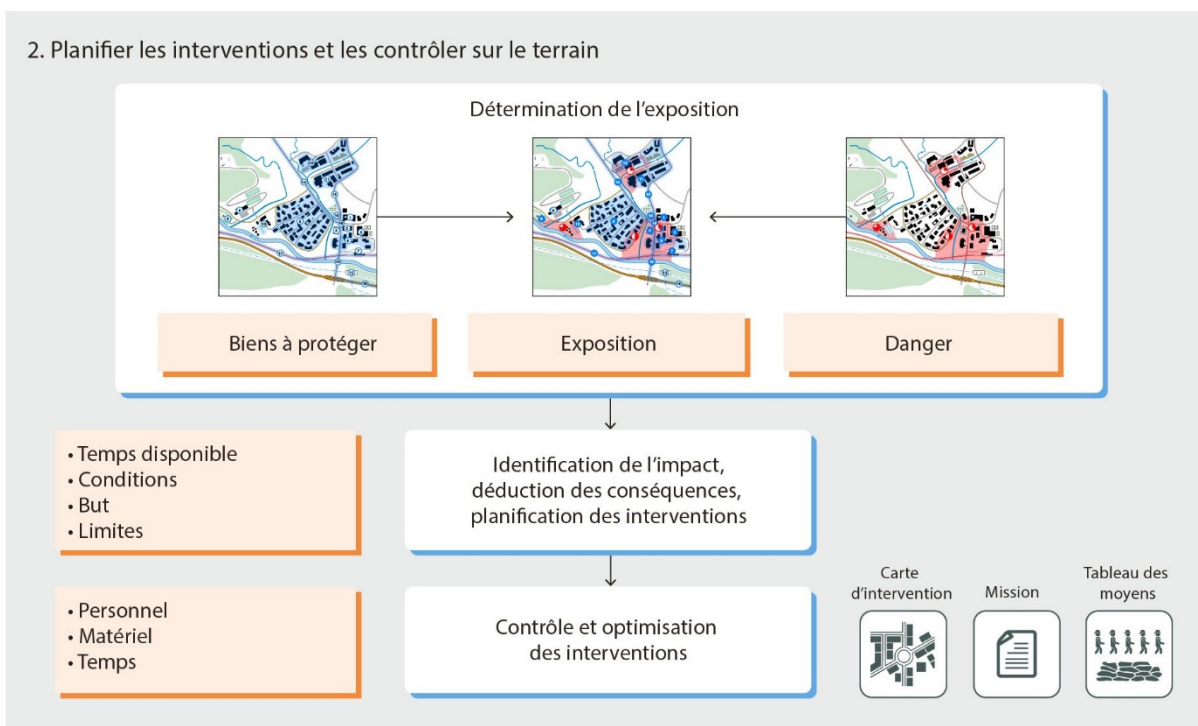 2. Planifier les interventions et les contrôler sur le terrain
Détermination de l'exposition
Biens à protéger
Exposition
Danger
• Temps disponible
• Conditions
• But
• Limites
Identification de l'impact,
déduction des conséquences,
planification des interventions
• Personnel
• Matériel
• Temps
Contrôle et optimisation
des interventions
Carte
d'intervention
Mission
Tableau des
moyens